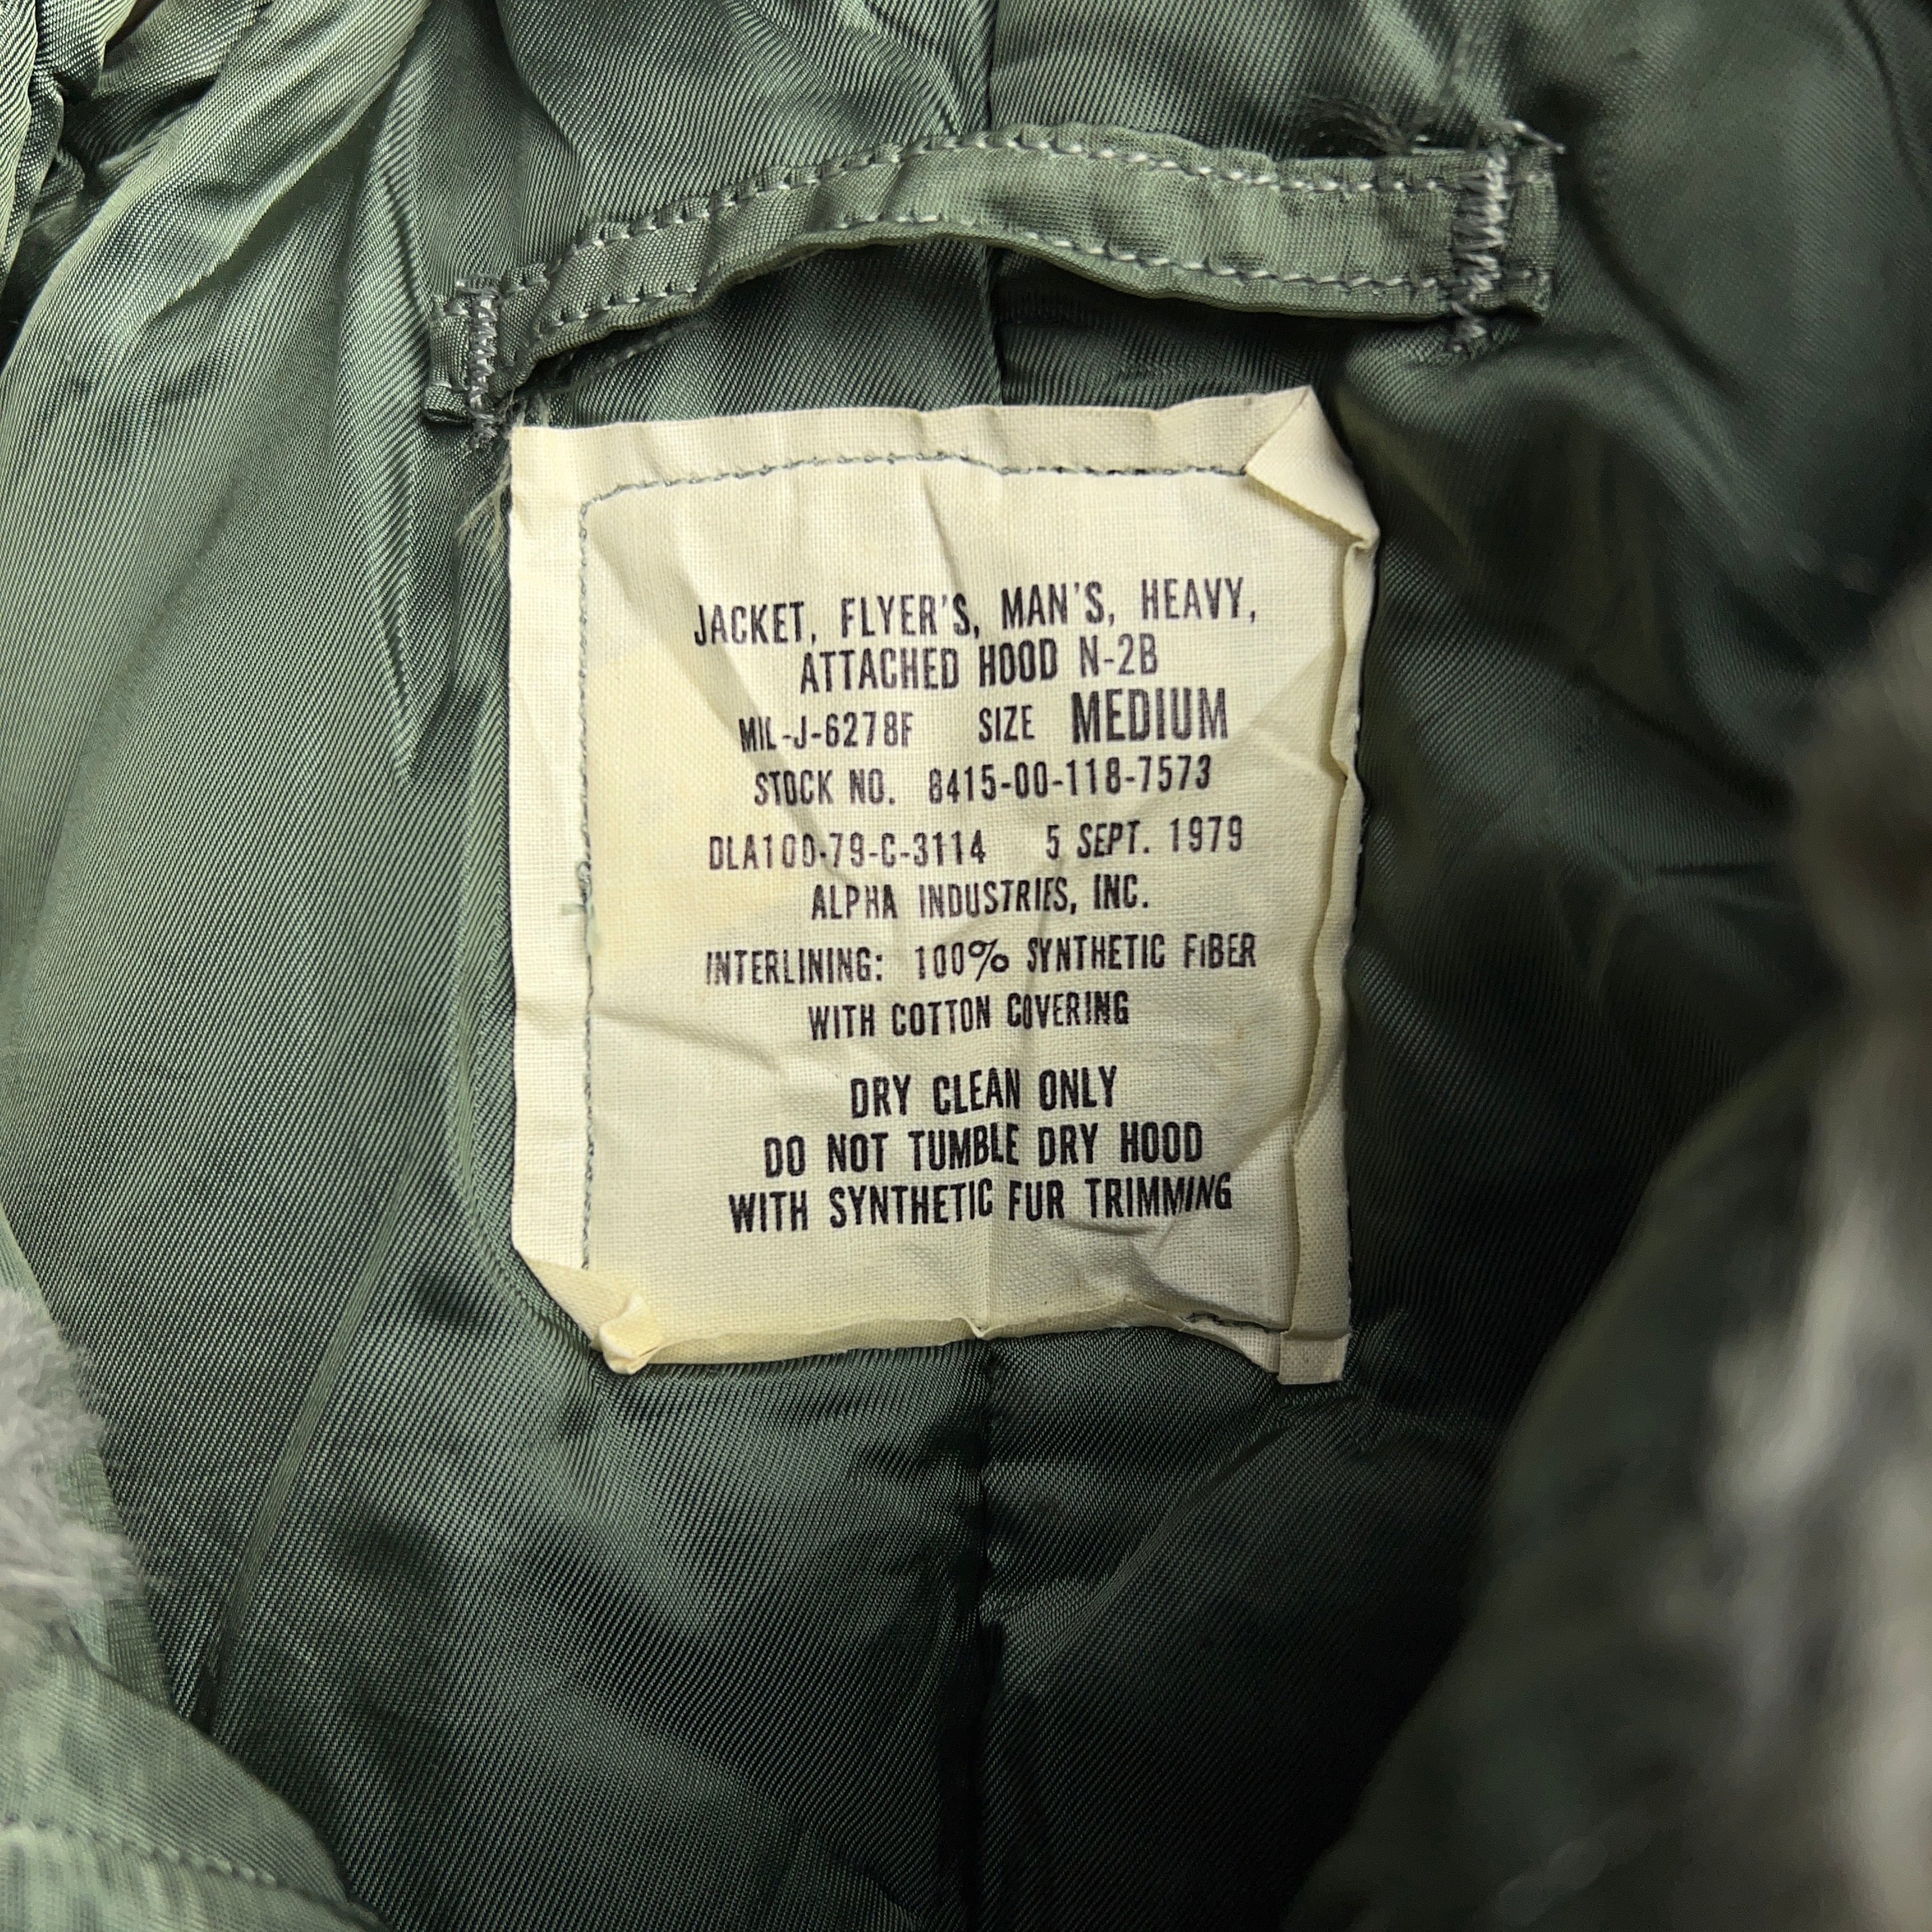 JACKET, FLYER'S, MAN'S, HEAVY,
ATTACHED HOOD N-2B
MIL-J-6278F SIZE MEDIUM
STOCK NO. 8415-00-118-7573
DLA100-79-C-3114 5 SEPT. 1979
ALPHA INDUSTRIES, INC.
INTERLINING: 100% SYNTHETIC FIBER
WITH COTTON COVERING
DRY CLEAN ONLY
DO NOT TUMBLE DRY HOOD
WITH SYNTHETIC FUR TRIMMING